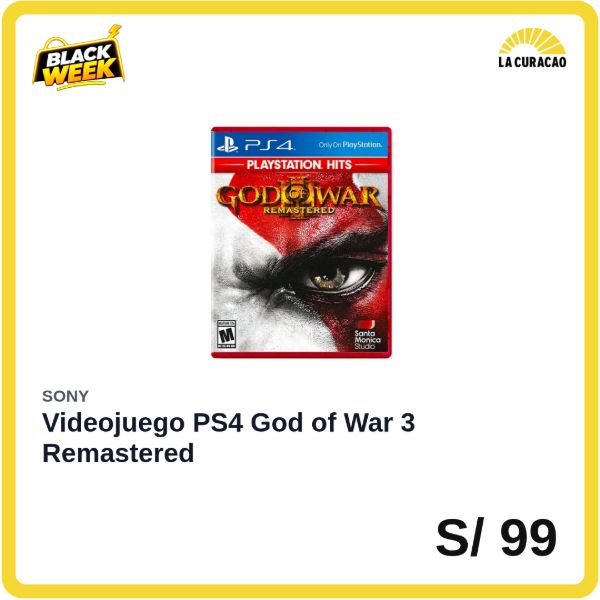 BLACK
WEEK
LA CURACAO
PS4
Only On PlayStation.
PLAYSTATION HITS
GOD OF WAR
III
REMASTERED
M
Santa
Monica
Studio
SONY
Videojuego PS4 God of War 3
Remastered
S/ 99